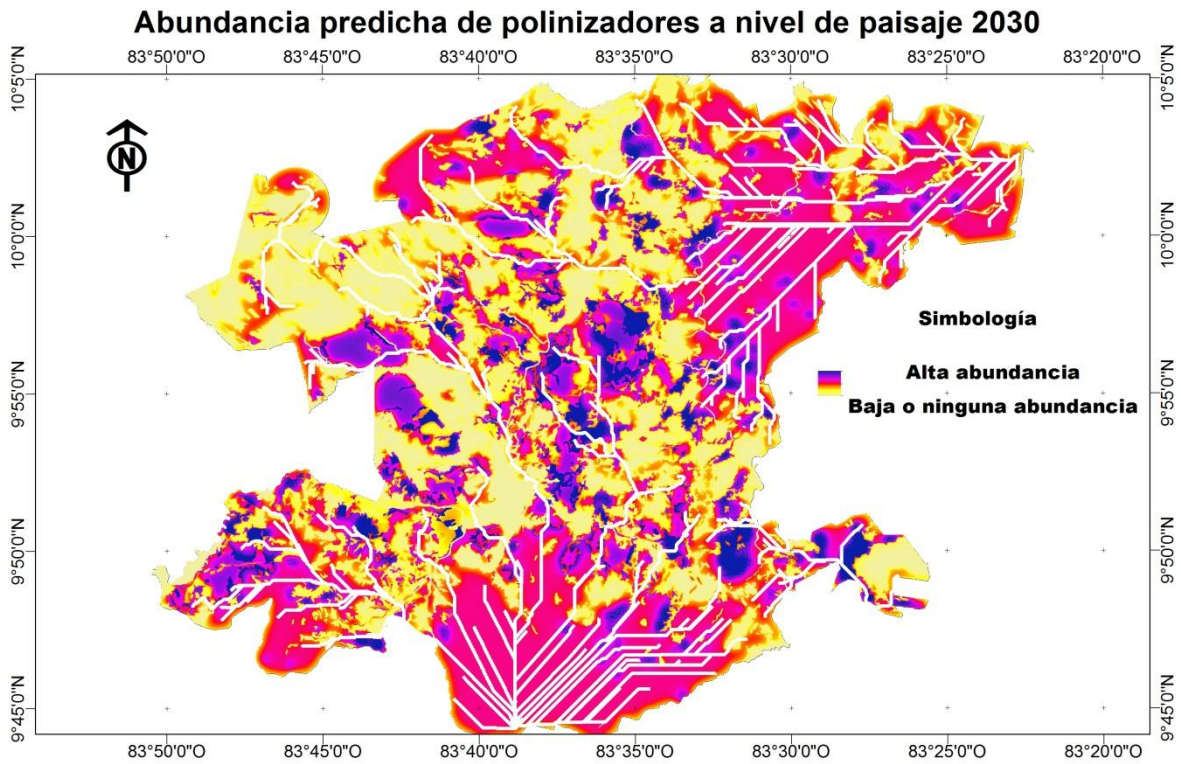 Abundancia predicha de polinizadores a nivel de paisaje 2030
83°50'0"O 83°45'0"O 83°40'0"O 83°35'0"O 83°30'0"O 83°25'0"O 83°20'0"O
10°5'0"N 10°5'0"N
N
10°0'0"N 10°0'0"N
Simbología
Alta abundancia
Baja o ninguna abundancia
9°55'0"N 9°55'0"N
9°50'0"N 9°50'0"N
9°45'0"N 9°45'0"N
83°50'0"O 83°45'0"O 83°40'0"O 83°35'0"O 83°30'0"O 83°25'0"O 83°20'0"O